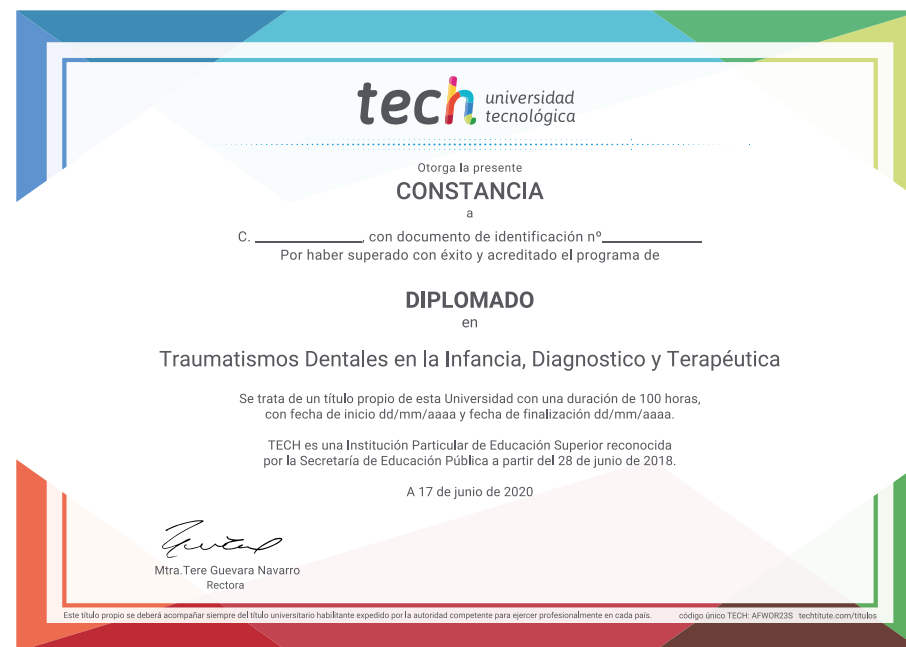 tech universidad
tecnológica
Otorga la presente
CONSTANCIA
a
C. ______________, con documento de identificación nº_____________
Por haber superado con éxito y acreditado el programa de
DIPLOMADO
en
Traumatismos Dentales en la Infancia, Diagnostico y Terapéutica
Se trata de un título propio de esta Universidad con una duración de 100 horas,
con fecha de inicio dd/mm/aaaa y fecha de finalización dd/mm/aaaa.
TECH es una Institución Particular de Educación Superior reconocida
por la Secretaría de Educación Pública a partir del 28 de junio de 2018.
A 17 de junio de 2020
Mtra.Tere Guevara Navarro
Rectora
Este título propio se deberá acompañar siempre del título universitario habilitante expedido por la autoridad competente para ejercer profesionalmente en cada país. código único TECH: AFWOR23S techtitute.com/titulos